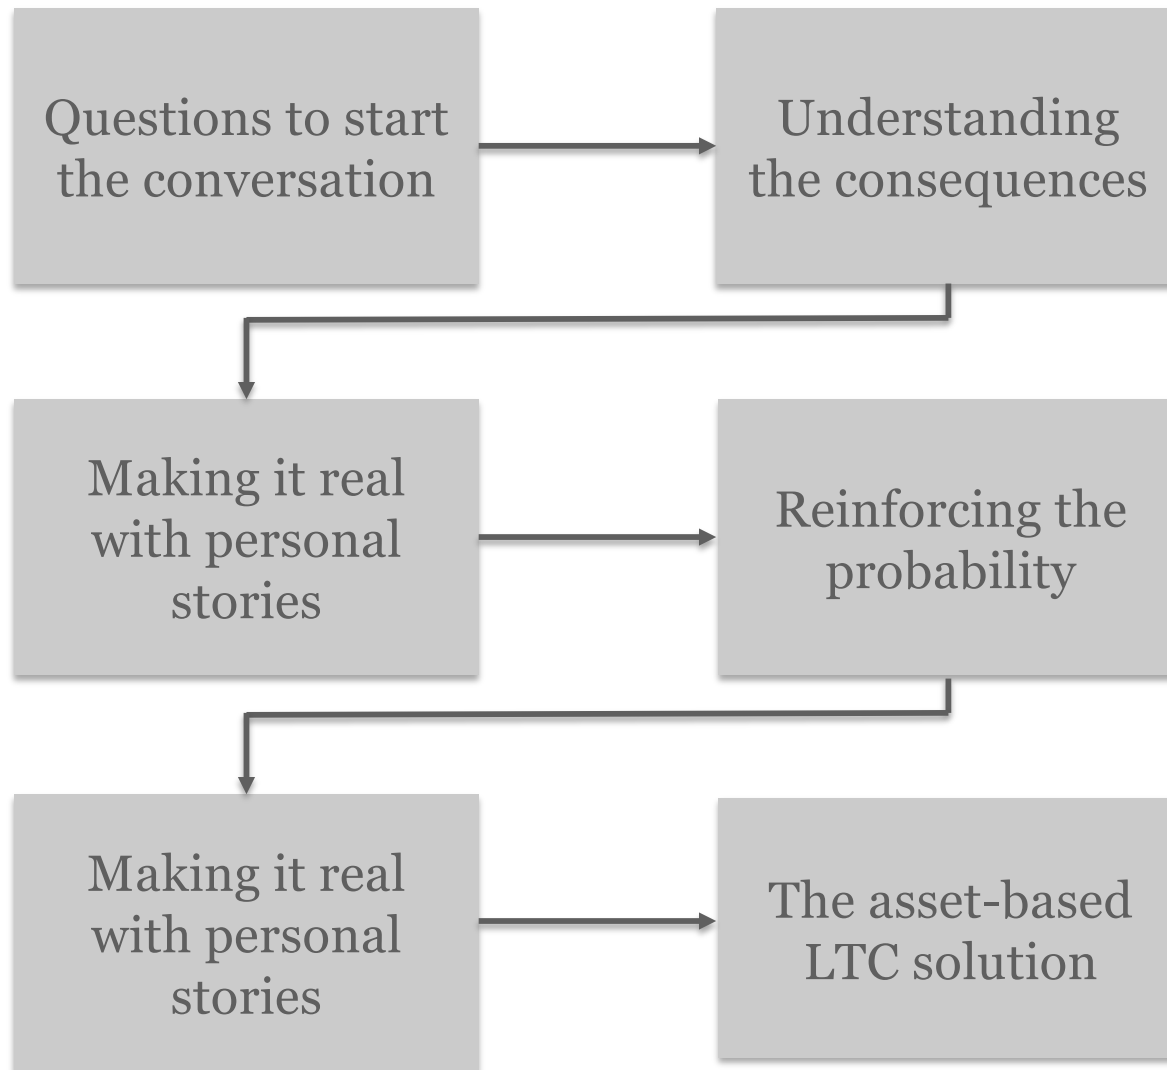 Questions to start
the conversation
Understanding
the consequences
Making it real
with personal
stories
Reinforcing the
probability
Making it real
with personal
stories
The asset-based
LTC solution